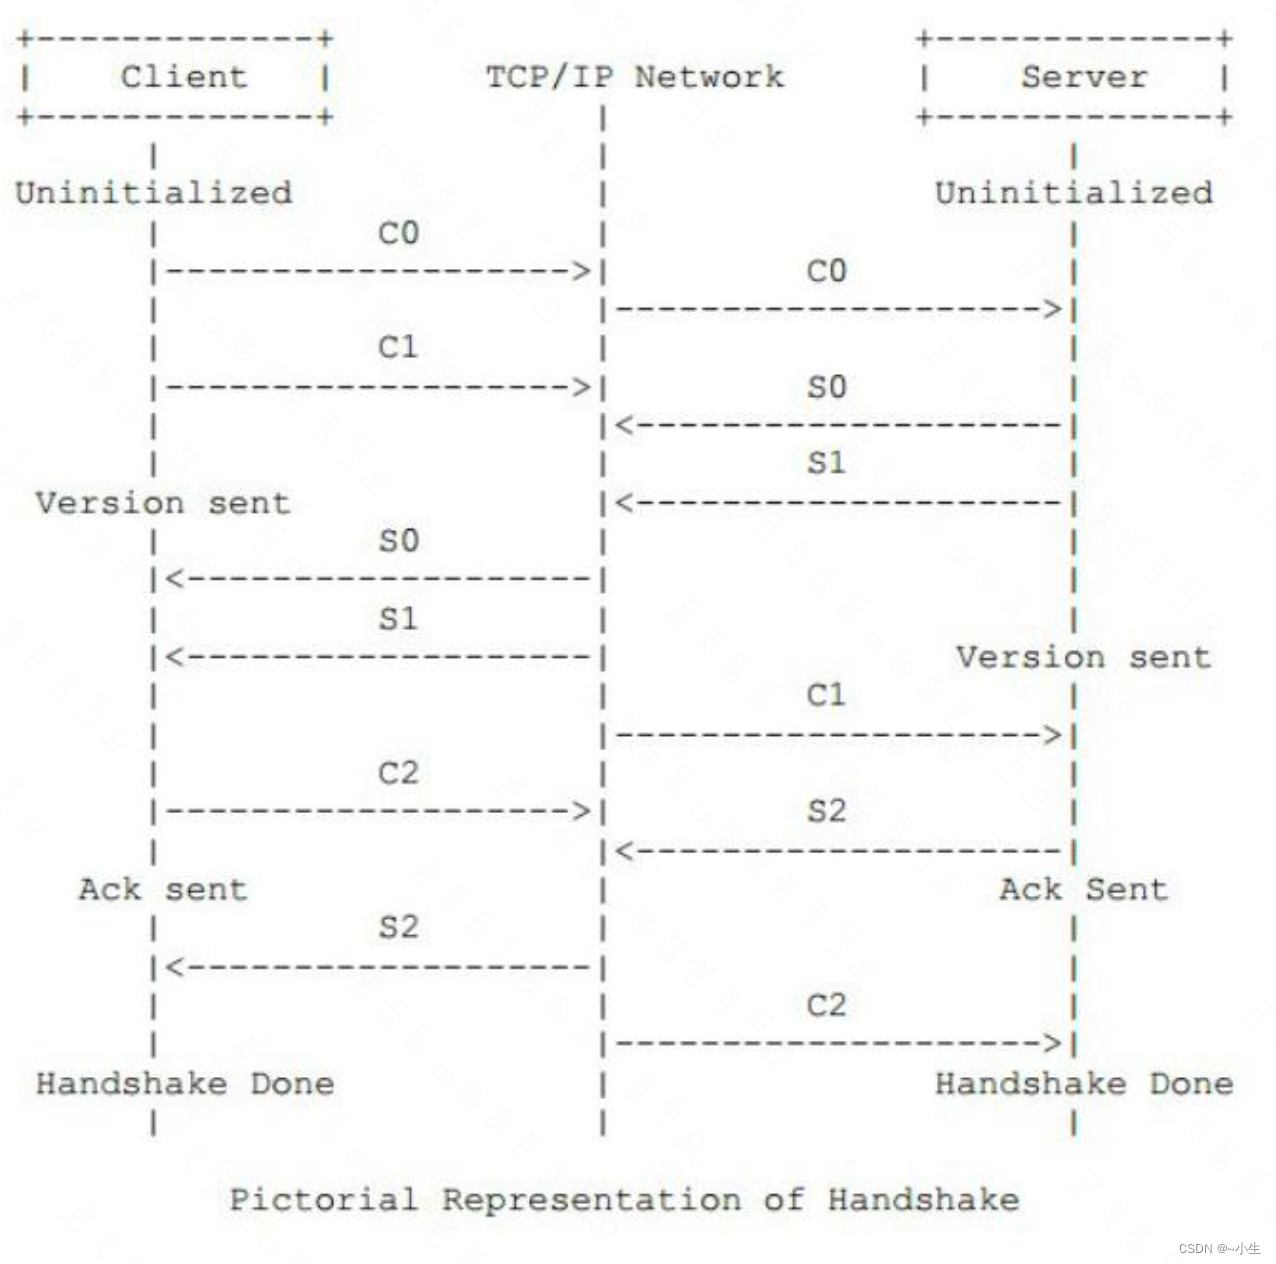 Client TCP/IP Network Server
Uninitialized Uninitialized
C0
C0
C1
S0
S1
Version sent
S0
S1
Version sent
C1
C2
S2
Ack sent Ack Sent
S2
C2
Handshake Done Handshake Done
Pictorial Representation of Handshake
CSDN @~小生